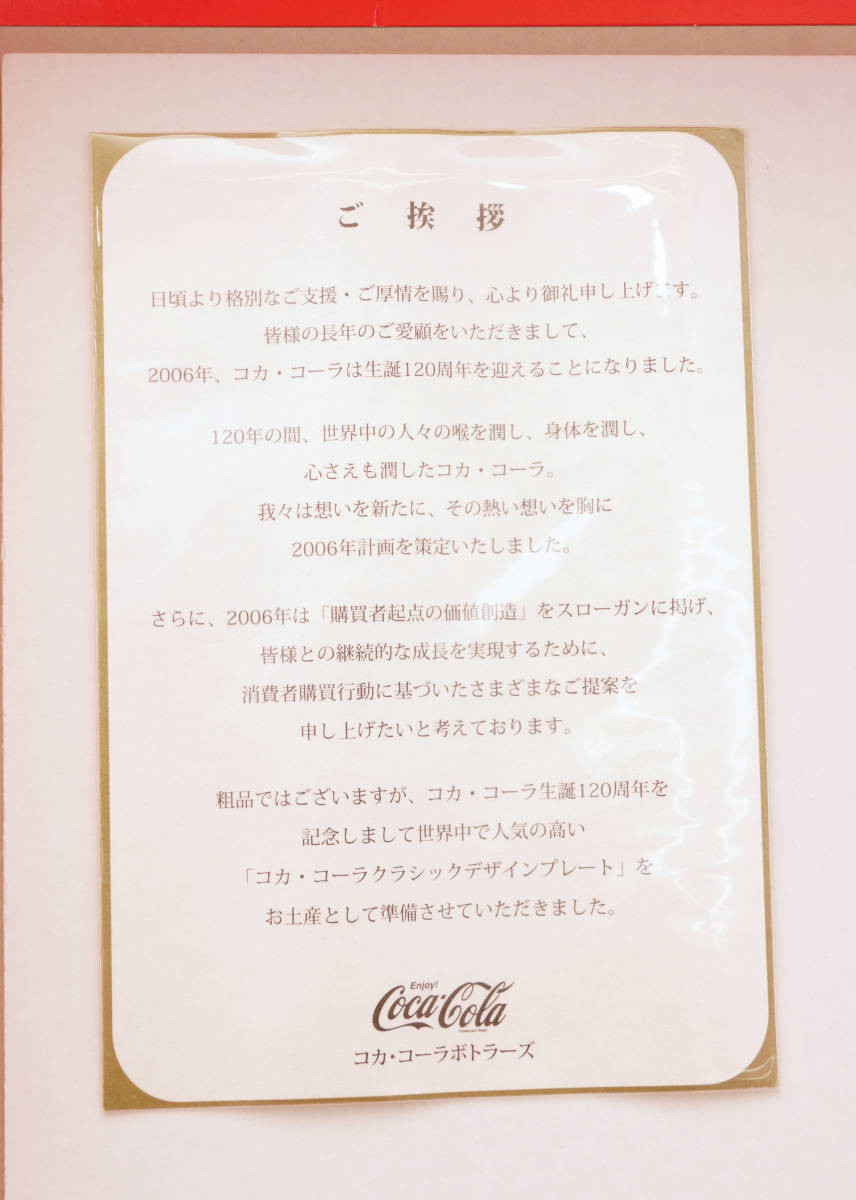 ご 挨 拶
日頃より格別なご支援・ご厚情を賜り、心より御礼申し上げます。
皆様の長年のご愛顧をいただきまして、
2006年、コカ・コーラは生誕120周年を迎えることになりました。
120年の間、世界中の人々の喉を潤し、身体を潤し、
心さえも潤したコカ・コーラ。
我々は想いを新たに、その熱い想いを胸に
2006年計画を策定いたしました。
さらに、2006年は「購買者起点の価値創造」をスローガンに掲げ、
皆様との継続的な成長を実現するために、
消費者購買行動に基づいたさまざまなご提案を
申し上げたいと考えております。
粗品ではございますが、コカ・コーラ生誕120周年を
記念しまして世界中で人気の高い
「コカ・コーラクラシックデザインプレート」を
お土産として準備させていただきました。
Enjoy!
Coca-Cola
コカ・コーラボトラーズ